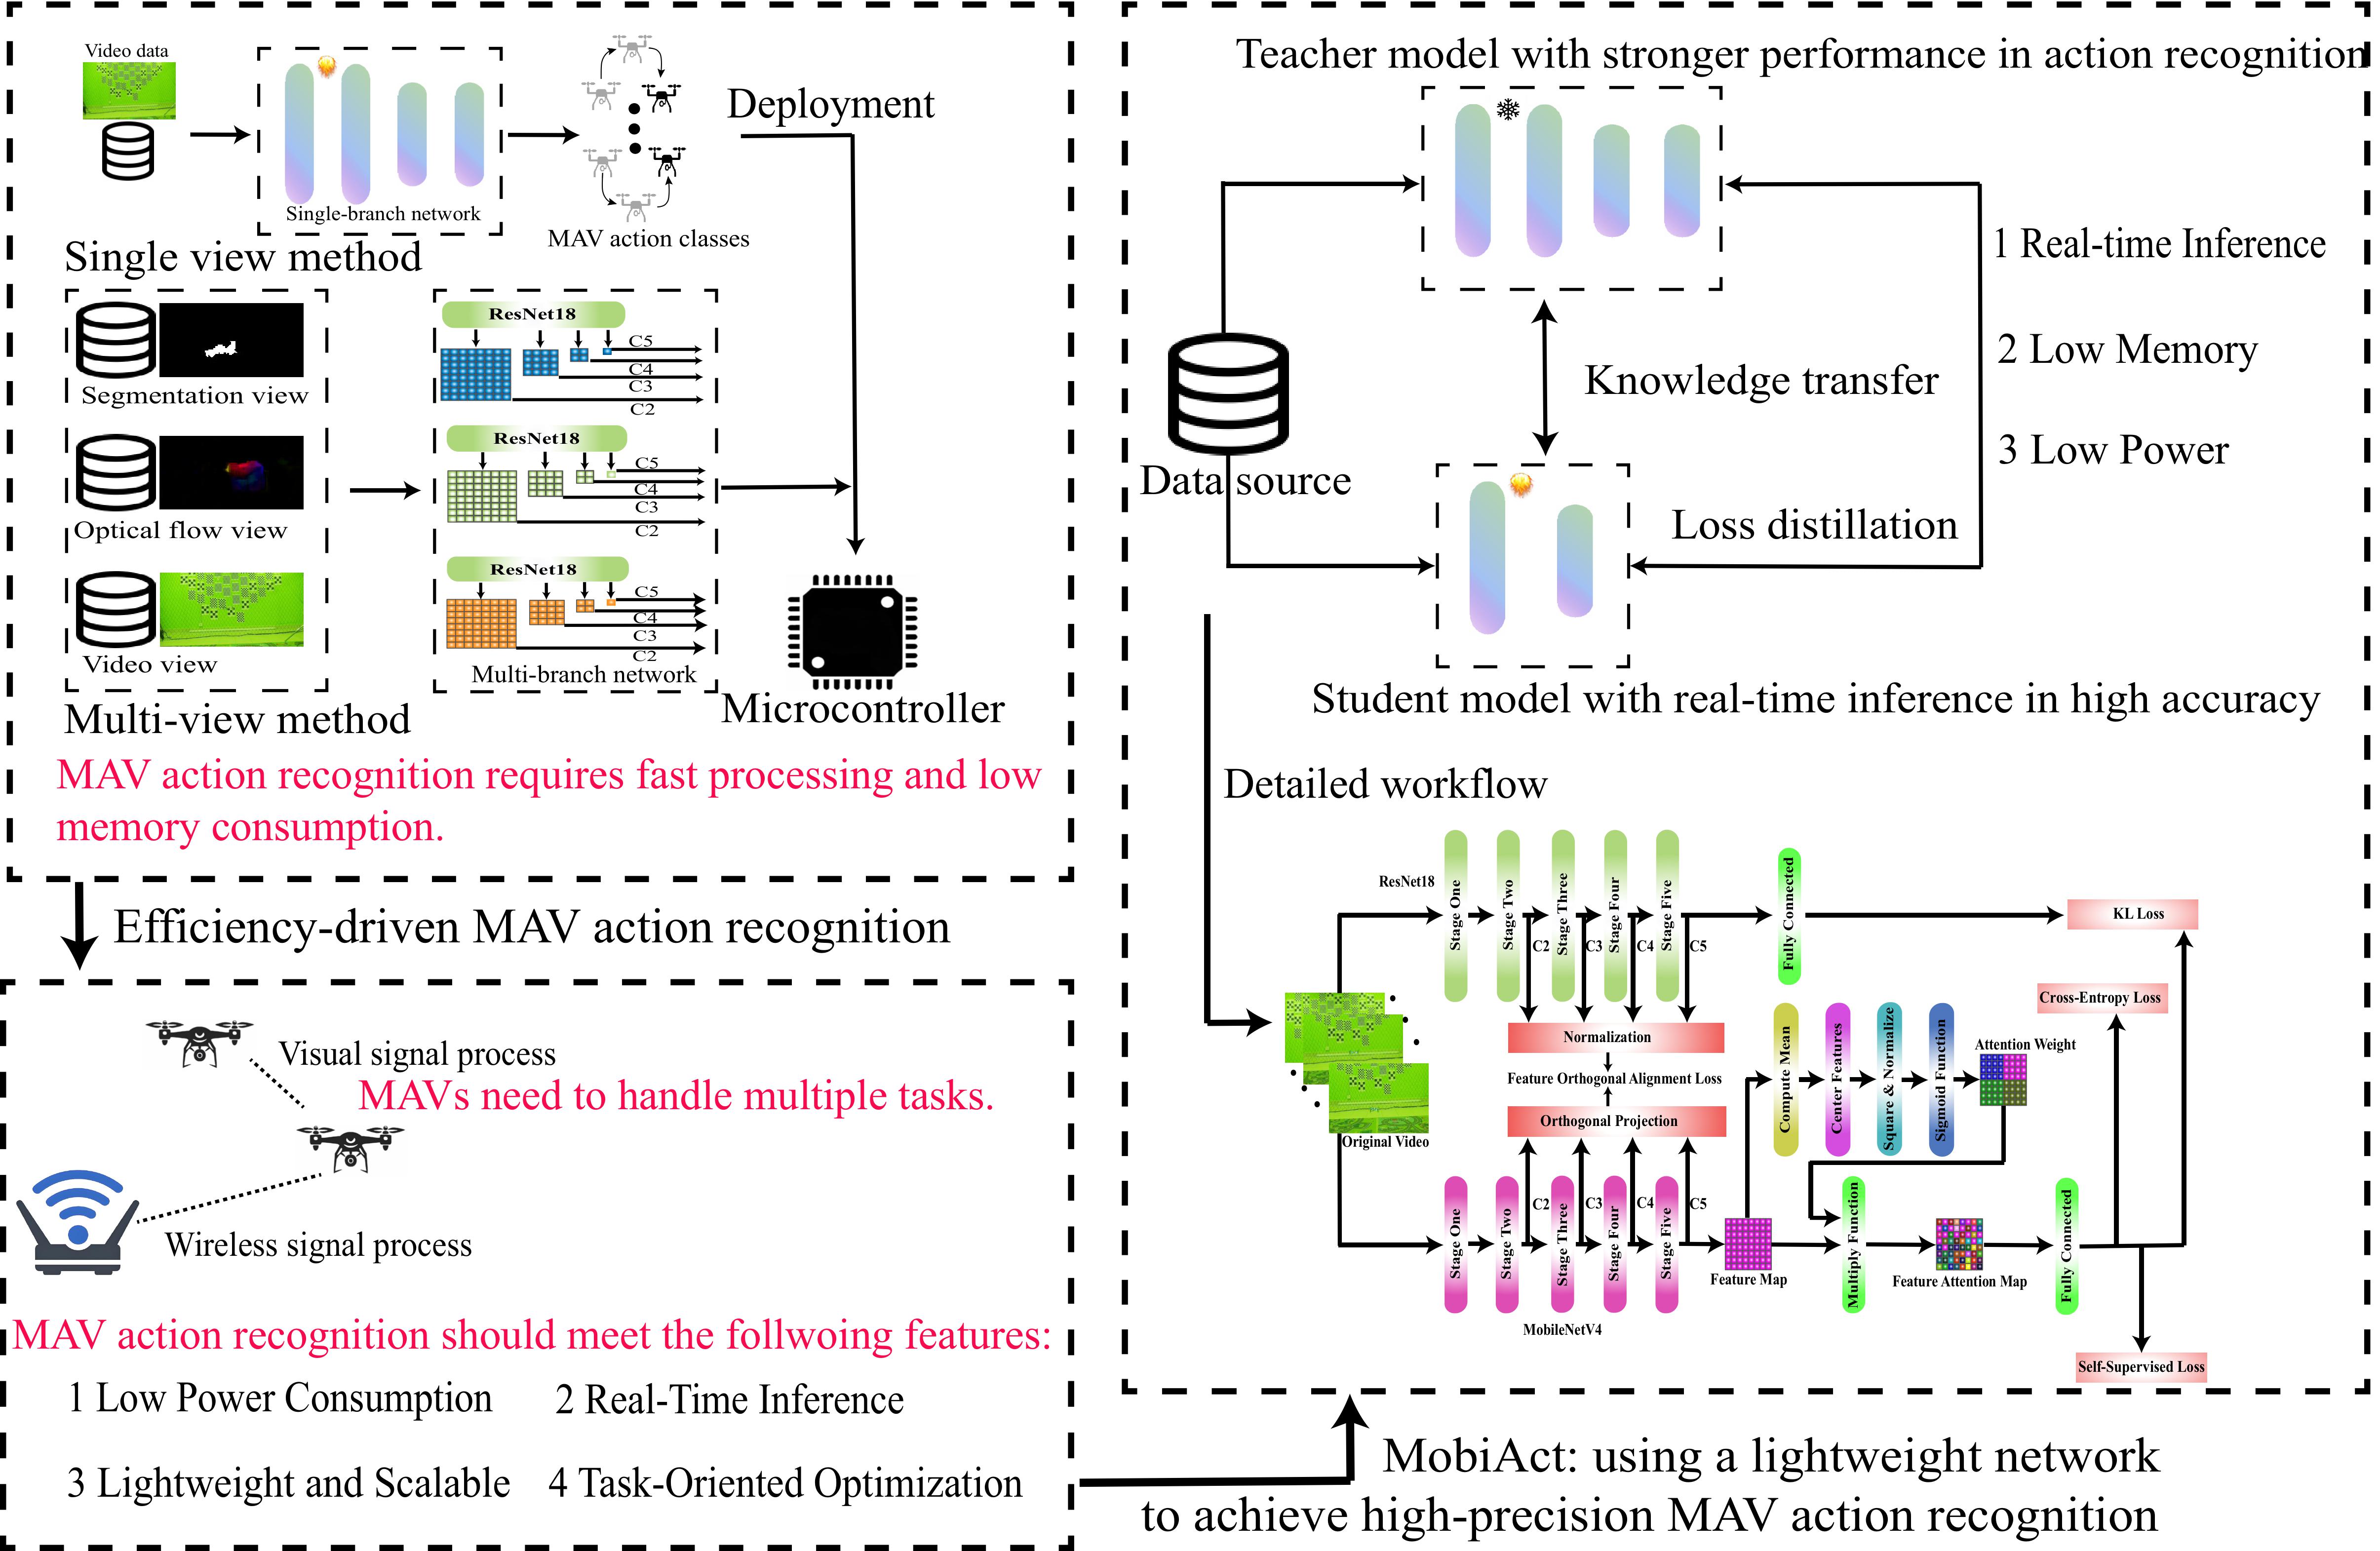 Video data
Single-branch network
MAV action classes
Deployment
Single view method
Segmentation view
Optical flow view
Video view
ResNet18
C5
C4
C3
C2
ResNet18
C5
C4
C3
C2
ResNet18
C5
C4
C3
C2
Multi-branch network
Multi-view method
Microcontroller
MAV action recognition requires fast processing and low
memory consumption.
Efficiency-driven MAV action recognition
Visual signal process
MAVs need to handle multiple tasks.
Wireless signal process
MAV action recognition should meet the follwoing features:
1 Low Power Consumption
2 Real-Time Inference
3 Lightweight and Scalable
4 Task-Oriented Optimization
Teacher model with stronger performance in action recognition
1 Real-time Inference
2 Low Memory
3 Low Power
Knowledge transfer
Data source
Loss distillation
Student model with real-time inference in high accuracy
Detailed workflow
ResNet18
Stage One
Stage Two
Stage Three
Stage Four
Stage Five
C2
C3
C4
C5
Fully Connected
KL Loss
Cross-Entropy Loss
Normalization
Feature Orthogonal Alignment Loss
Orthogonal Projection
Original Video
Compute Mean
Center Features
Square & Normalize
Sigmoid Function
Attention Weight
Stage One
Stage Two
Stage Three
Stage Four
Stage Five
C2
C3
C4
C5
MobileNetV4
Feature Map
Multiply Function
Feature Attention Map
Fully Connected
Self-Supervised Loss
MobiAct: using a lightweight network
to achieve high-precision MAV action recognition